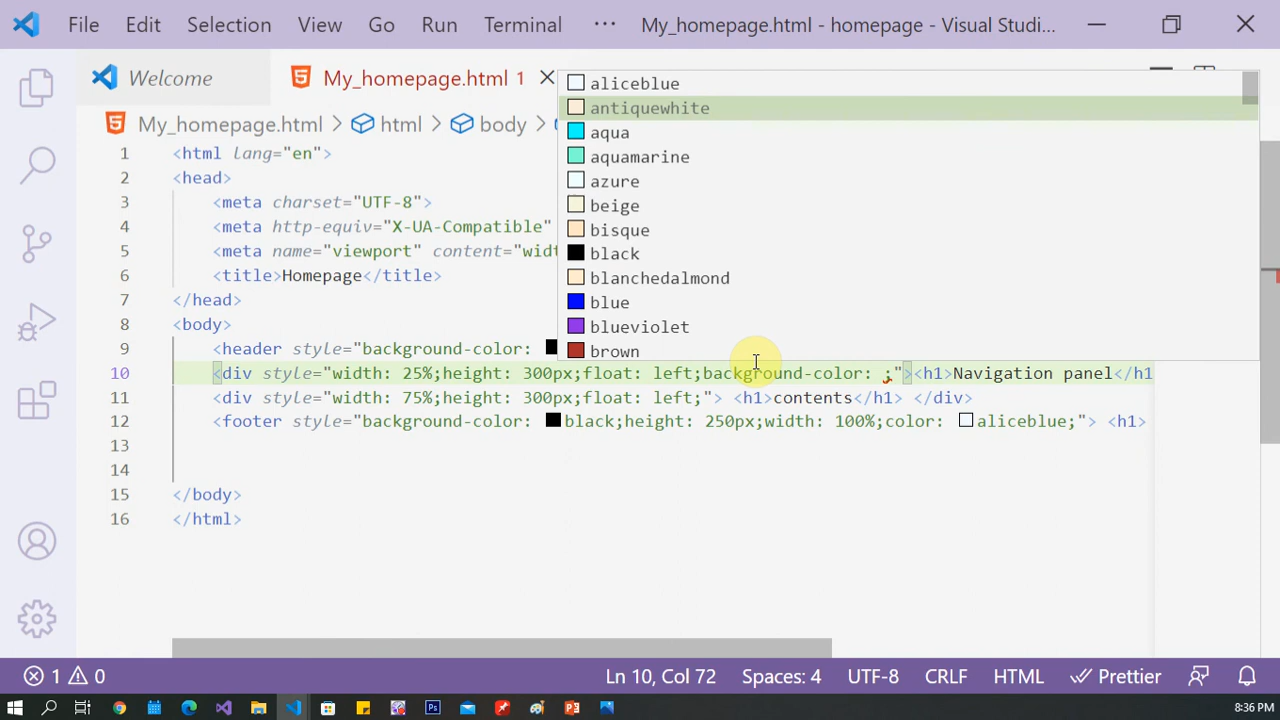 File Edit Selection View Go Run Terminal ··· My_homepage.html - homepage - Visual Studi...
Welcome My_homepage.html 1
My_homepage.html > html > body >
aliceblue
antiquewhite
aqua
aquamarine
azure
beige
bisque
black
blanchedalmond
blue
blueviolet
brown
1 <html lang="en">
2 <head>
3 <meta charset="UTF-8">
4 <meta http-equiv="X-UA-Compatible"
5 <meta name="viewport" content="widt
6 <title>Homepage</title>
7 </head>
8 <body>
9 <header style="background-color:
10 <div style="width: 25%;height: 300px;float: left;background-color: ;"><h1>Navigation panel</h1
11 <div style="width: 75%;height: 300px;float: left;"> <h1>contents</h1> </div>
12 <footer style="background-color: black;height: 250px;width: 100%;color: aliceblue;"> <h1>
13
14
15 </body>
16 </html>
1 0 Ln 10, Col 72 Spaces: 4 UTF-8 CRLF HTML Prettier
8:36 PM